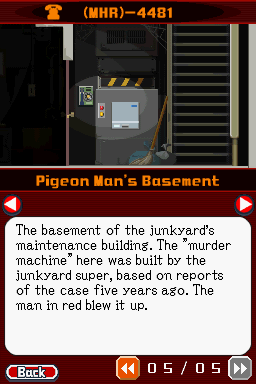 (MHR)-4481
Pigeon Man's Basement
The basement of the junkyard's
maintenance building. The "murder
machine" here was built by the
junkyard super, based on reports
of the case five years ago. The
man in red blew it up.
Back
05/05